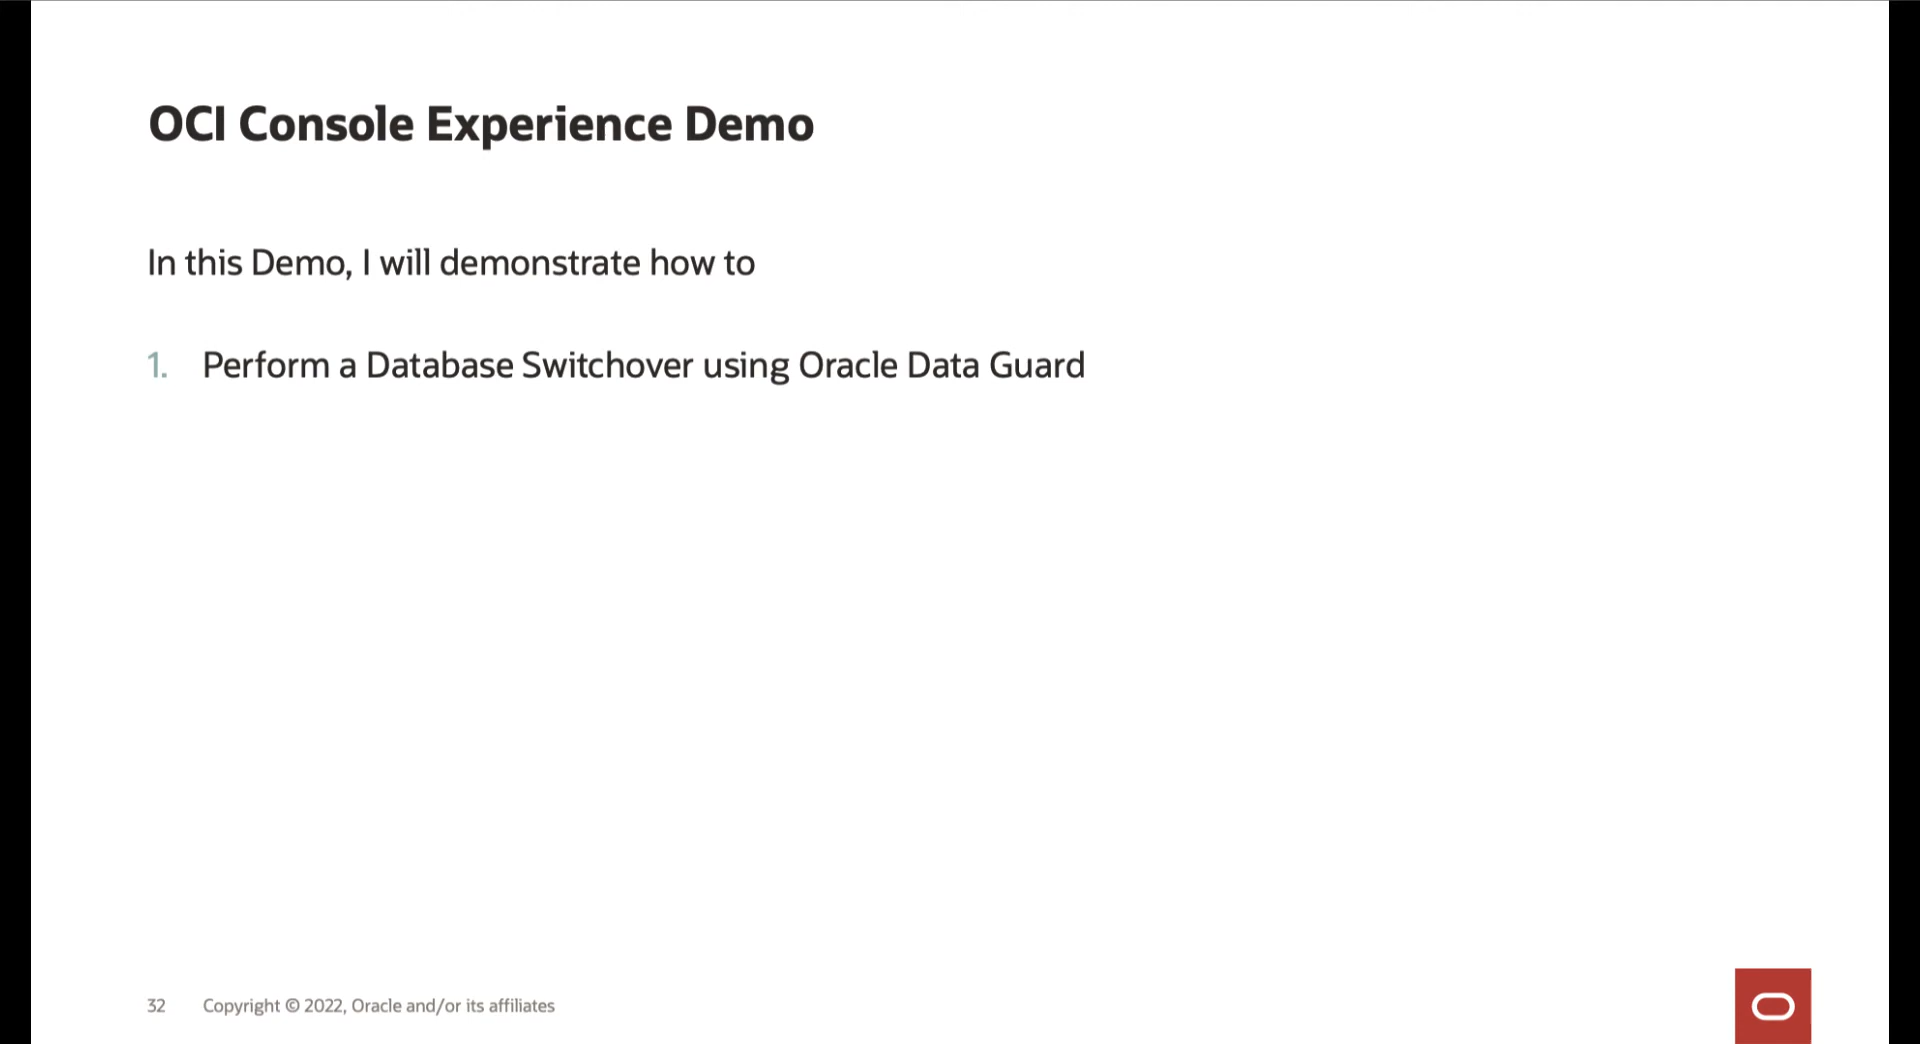 OCI Console Experience Demo
In this Demo, I will demonstrate how to
1. Perform a Database Switchover using Oracle Data Guard
32 Copyright © 2022, Oracle and/or its affiliates